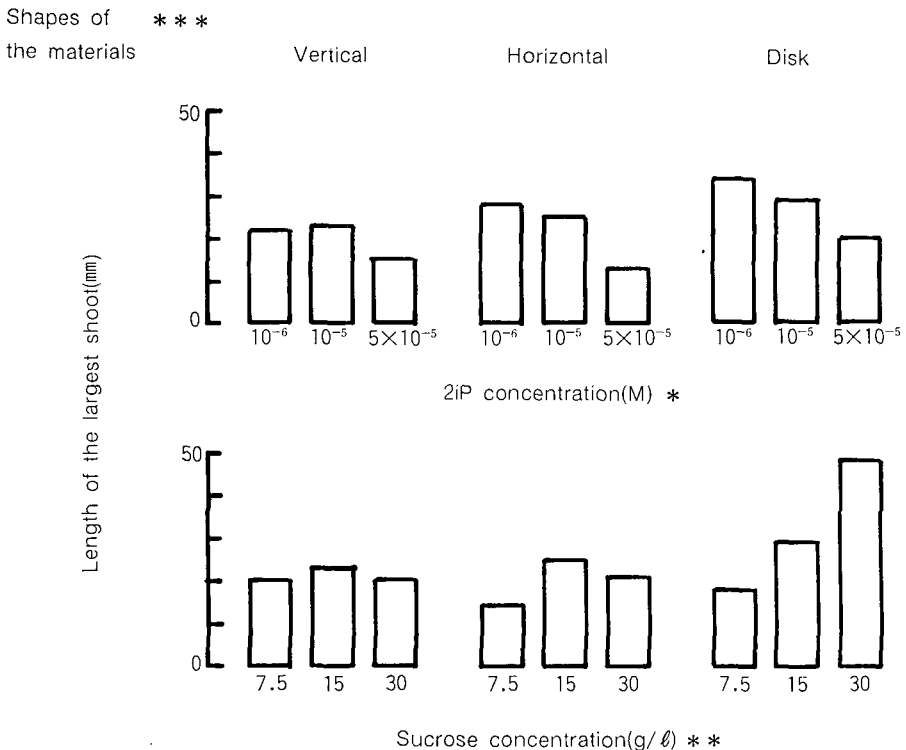 Shapes of the materials ***
Vertical Horizontal Disk
Length of the largest shoot(mm)
50
0
10⁻⁶ 10⁻⁵ 5×10⁻⁵ 10⁻⁶ 10⁻⁵ 5×10⁻⁵ 10⁻⁶ 10⁻⁵ 5×10⁻⁵
2iP concentration(M) *
50
0
7.5 15 30 7.5 15 30 7.5 15 30
Sucrose concentration(g/ℓ) **